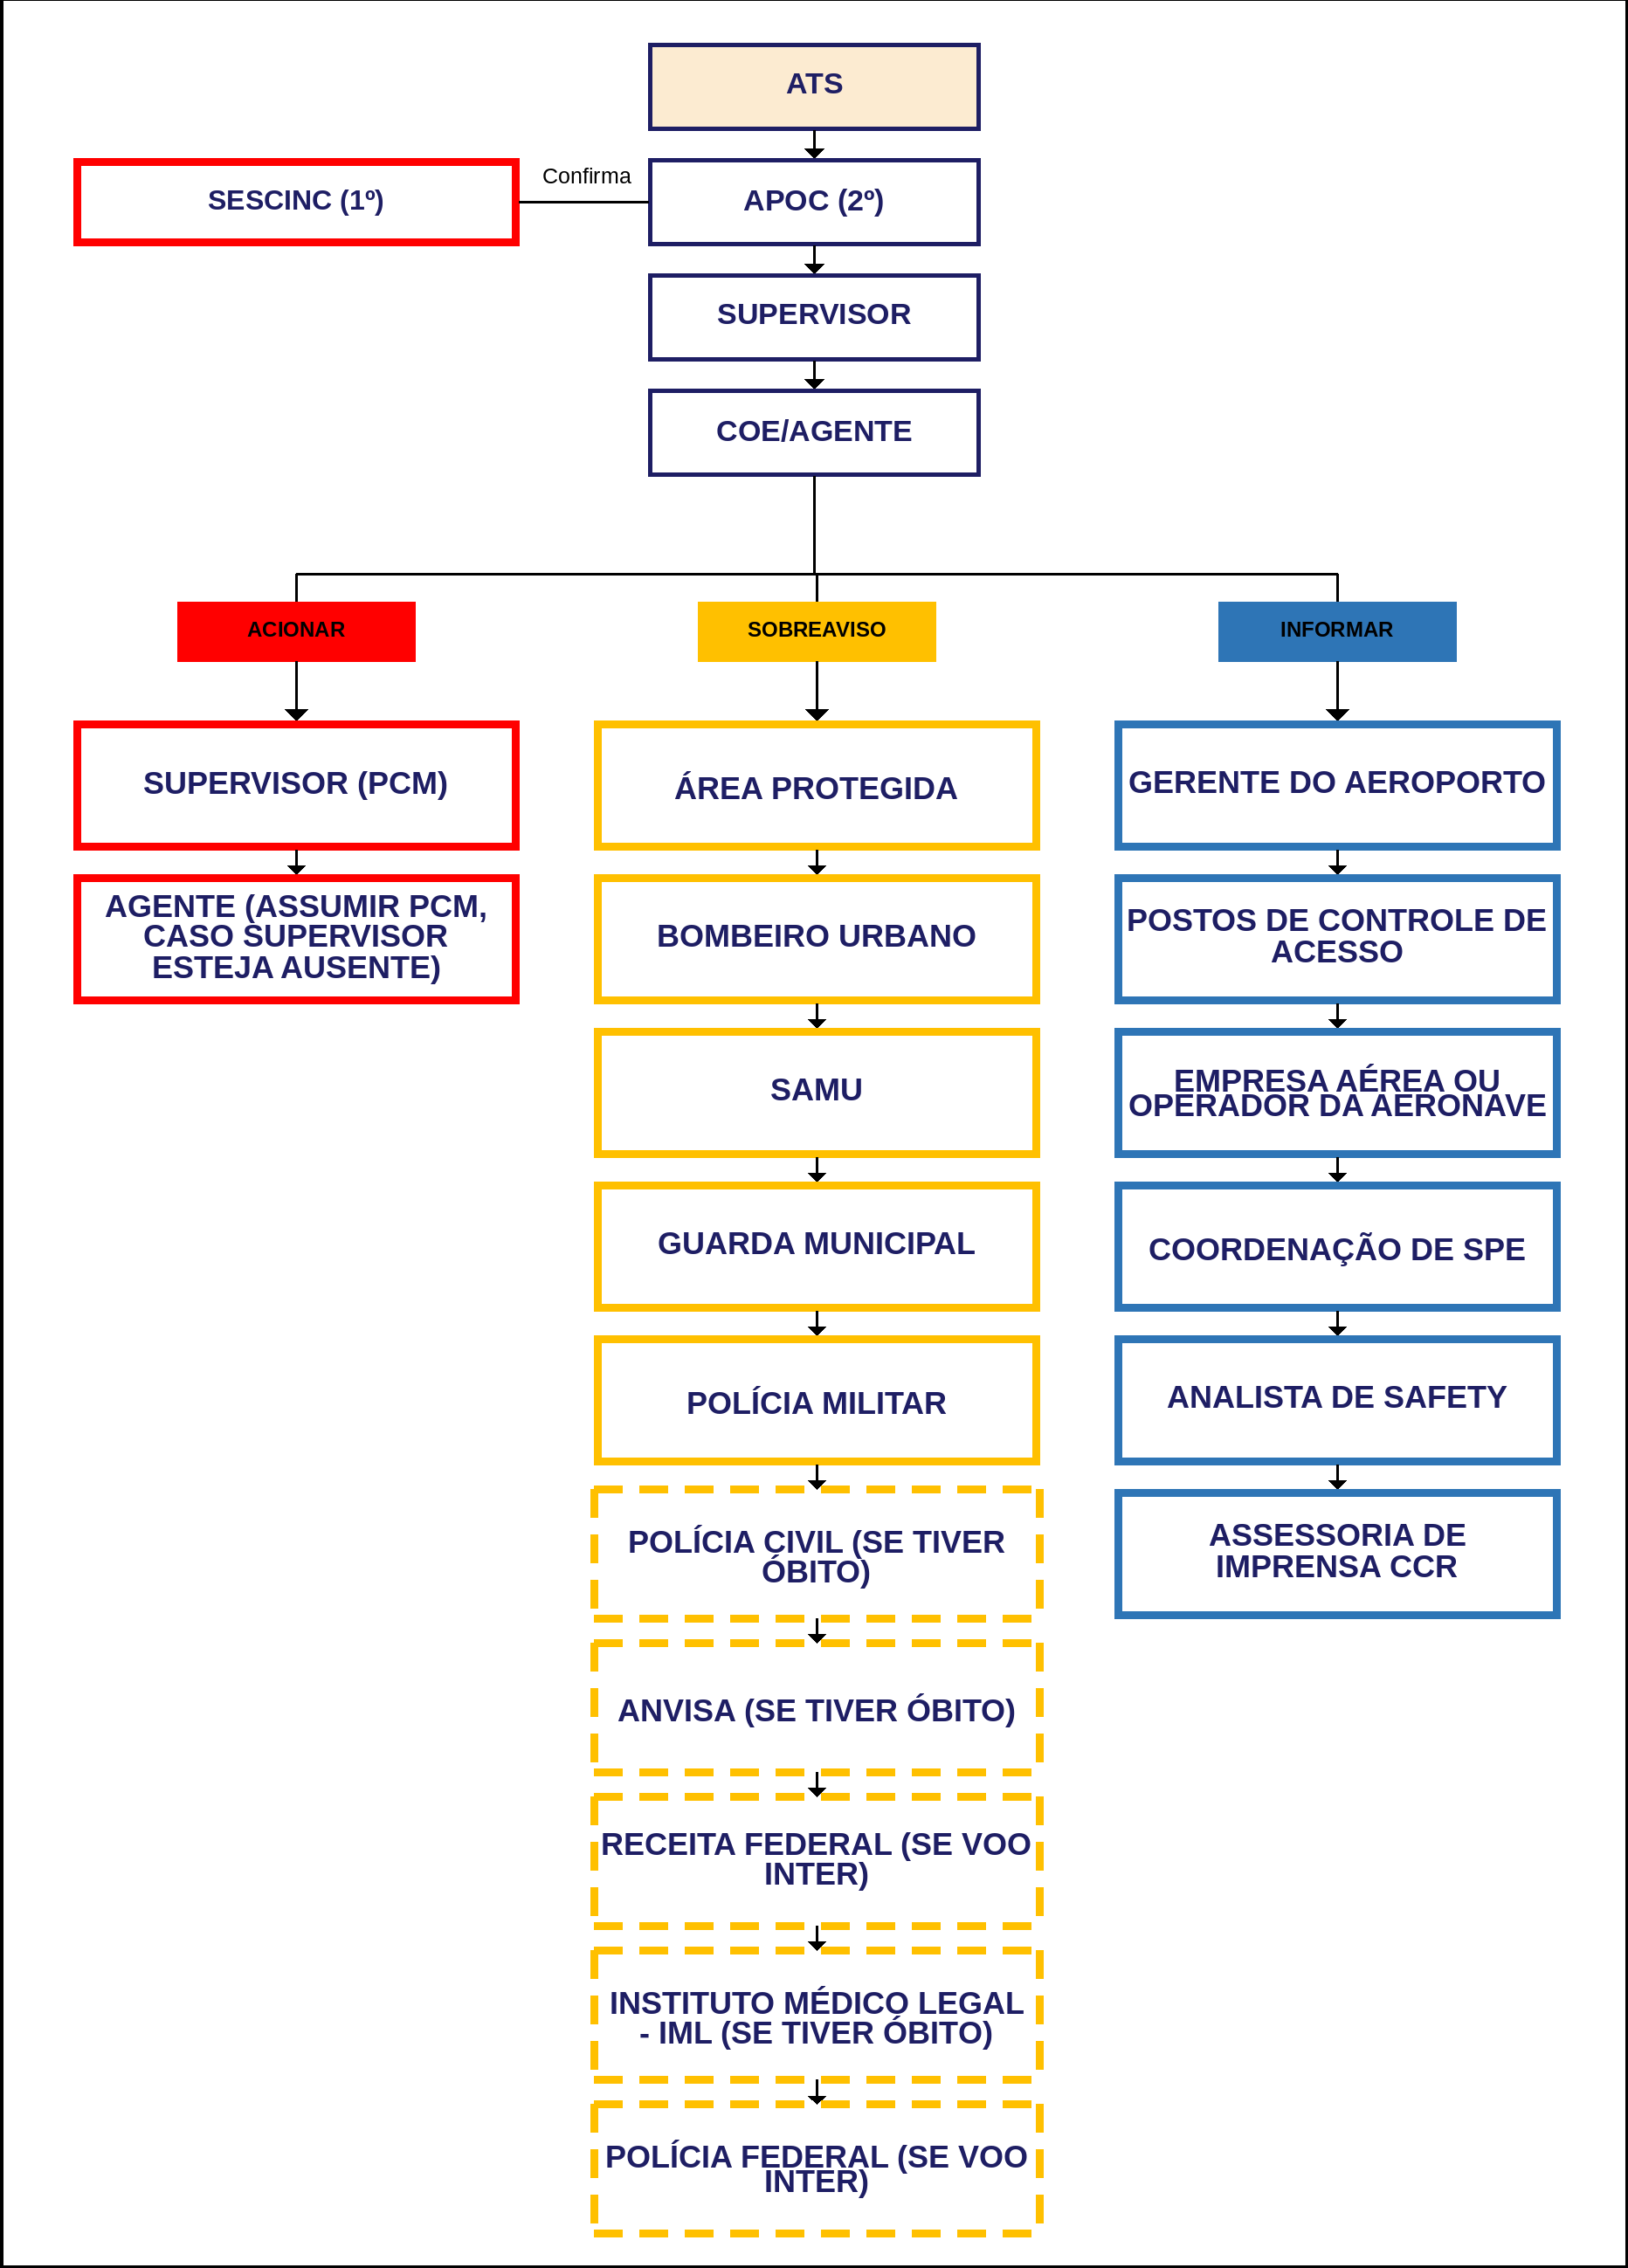 ATS
SESCINC (1º)
Confirma
APOC (2º)
SUPERVISOR
COE/AGENTE
ACIONAR
SOBREAVISO
INFORMAR
SUPERVISOR (PCM)
AGENTE (ASSUMIR PCM,
CASO SUPERVISOR
ESTEJA AUSENTE)
ÁREA PROTEGIDA
BOMBEIRO URBANO
SAMU
GUARDA MUNICIPAL
POLÍCIA MILITAR
POLÍCIA CIVIL (SE TIVER
ÓBITO)
ANVISA (SE TIVER ÓBITO)
RECEITA FEDERAL (SE VOO
INTER)
INSTITUTO MÉDICO LEGAL
- IML (SE TIVER ÓBITO)
POLÍCIA FEDERAL (SE VOO
INTER)
GERENTE DO AEROPORTO
POSTOS DE CONTROLE DE
ACESSO
EMPRESA AÉREA OU
OPERADOR DA AERONAVE
COORDENAÇÃO DE SPE
ANALISTA DE SAFETY
ASSESSORIA DE
IMPRENSA CCR